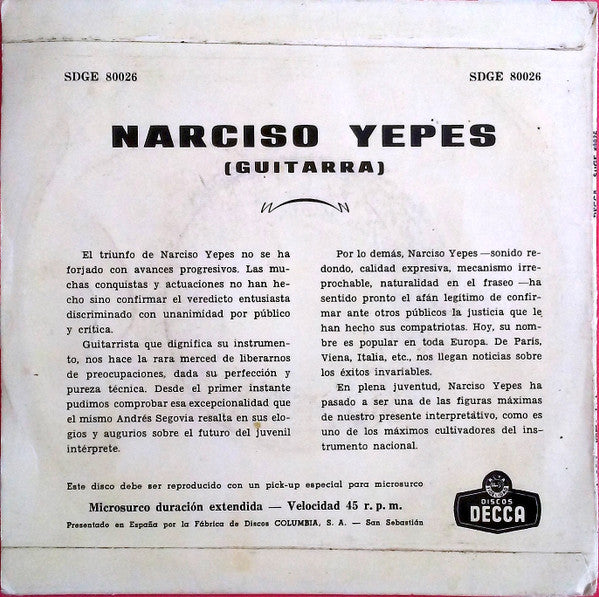 SDGE 80026
SDGE 80026
NARCISO YEPES
(GUITARRA)
El triunfo de Narciso Yepes no se ha
forjado con avances progresivos. Las mu-
chas conquistas y actuaciones no han he-
cho sino confirmar el veredicto entusiasta
discriminado con unanimidad por público
y crítica.
Guitarrista que dignifica su instrumen-
to, nos hace la rara merced de liberarnos
de preocupaciones, dada su perfección y
pureza técnica. Desde el primer instante
pudimos comprobar esa excepcionalidad que
el mismo Andrés Segovia resalta en sus elo-
gios y augurios sobre el futuro del juvenil
intérprete.
Por lo demás, Narciso Yepes —sonido re-
dondo, calidad expresiva, mecanismo irre-
prochable, naturalidad en el fraseo —ha
sentido pronto el afán legítimo de confir-
mar ante otros públicos la justicia que le
han hecho sus compatriotas. Hoy, su nom-
bre es popular en toda Europa. De París,
Viena, Italia, etc., nos llegan noticias sobre
los éxitos invariables.
En plena juventud, Narciso Yepes ha
pasado a ser una de las figuras máximas
de nuestro presente interpretativo, como es
uno de los máximos cultivadores del ins-
trumento nacional.
Este disco debe ser reproducido con un pick-up especial para microsurco
Microsurco duración extendida — Velocidad 45 r. p. m.
Presentado en España por la Fábrica de Discos COLUMBIA, S. A. — San Sebastián
DISCOS
DECCA